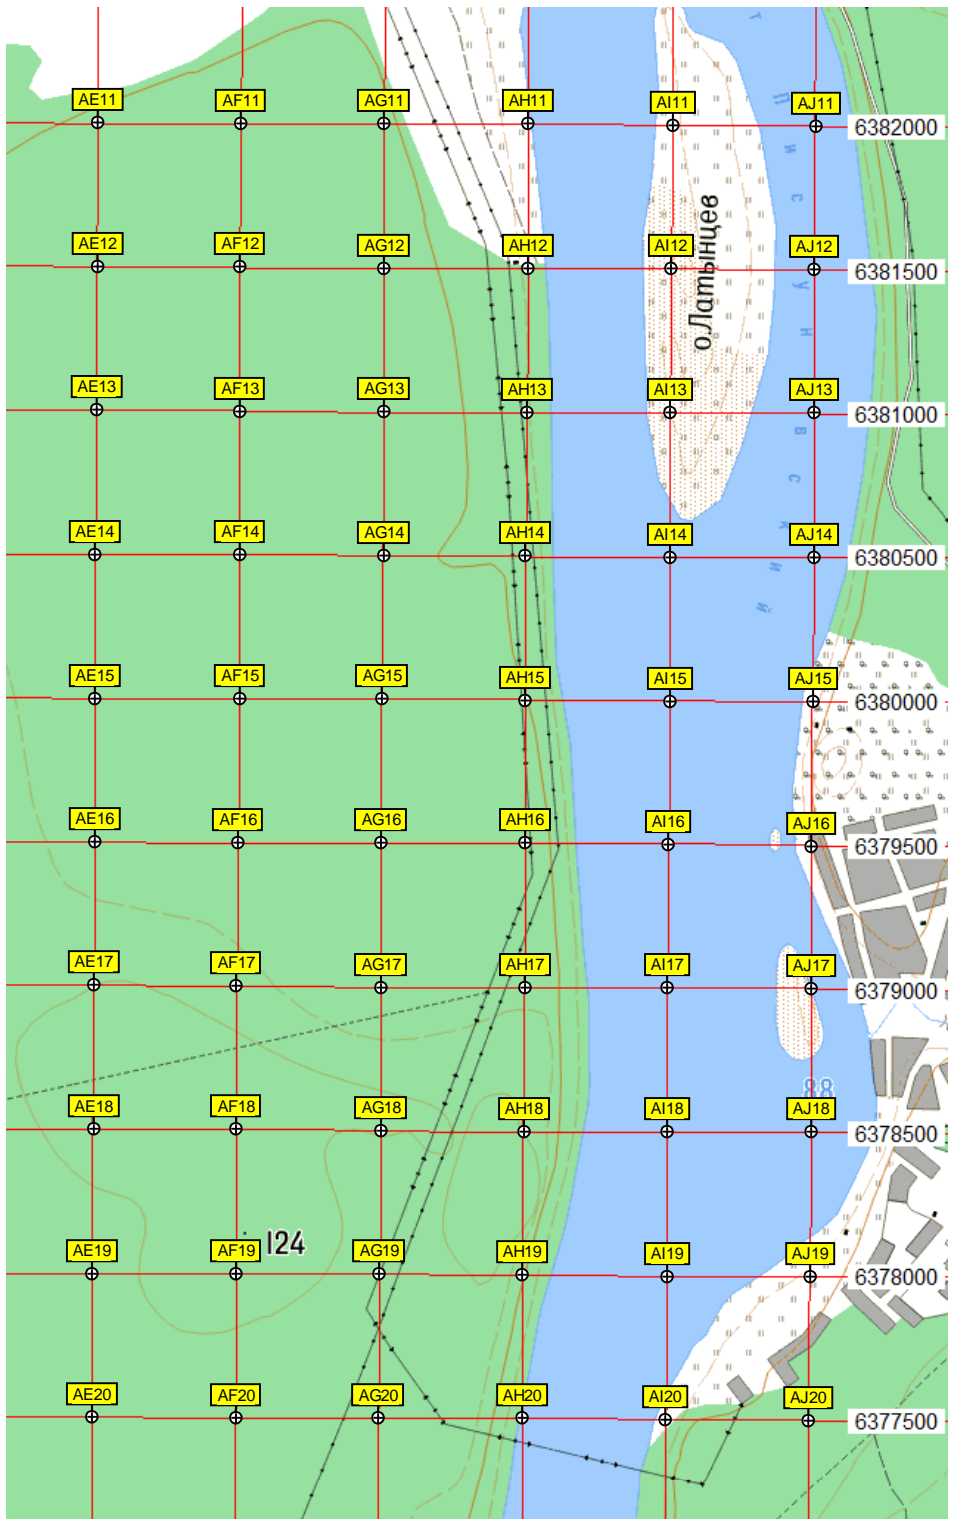 т
Писуннвский
AE11 AF11 AG11 AH11 AI11 AJ11
6382000
о.Латынцев
AE12 AF12 AG12 AH12 AI12 AJ12
6381500
AE13 AF13 AG13 AH13 AI13 AJ13
6381000
AE14 AF14 AG14 AH14 AI14 AJ14
6380500
AE15 AF15 AG15 AH15 AI15 AJ15
6380000
AE16 AF16 AG16 AH16 AI16 AJ16
6379500
AE17 AF17 AG17 AH17 AI17 AJ17
6379000
88
AE18 AF18 AG18 AH18 AI18 AJ18
6378500
124
AE19 AF19 AG19 AH19 AI19 AJ19
6378000
AE20 AF20 AG20 AH20 AI20 AJ20
6377500